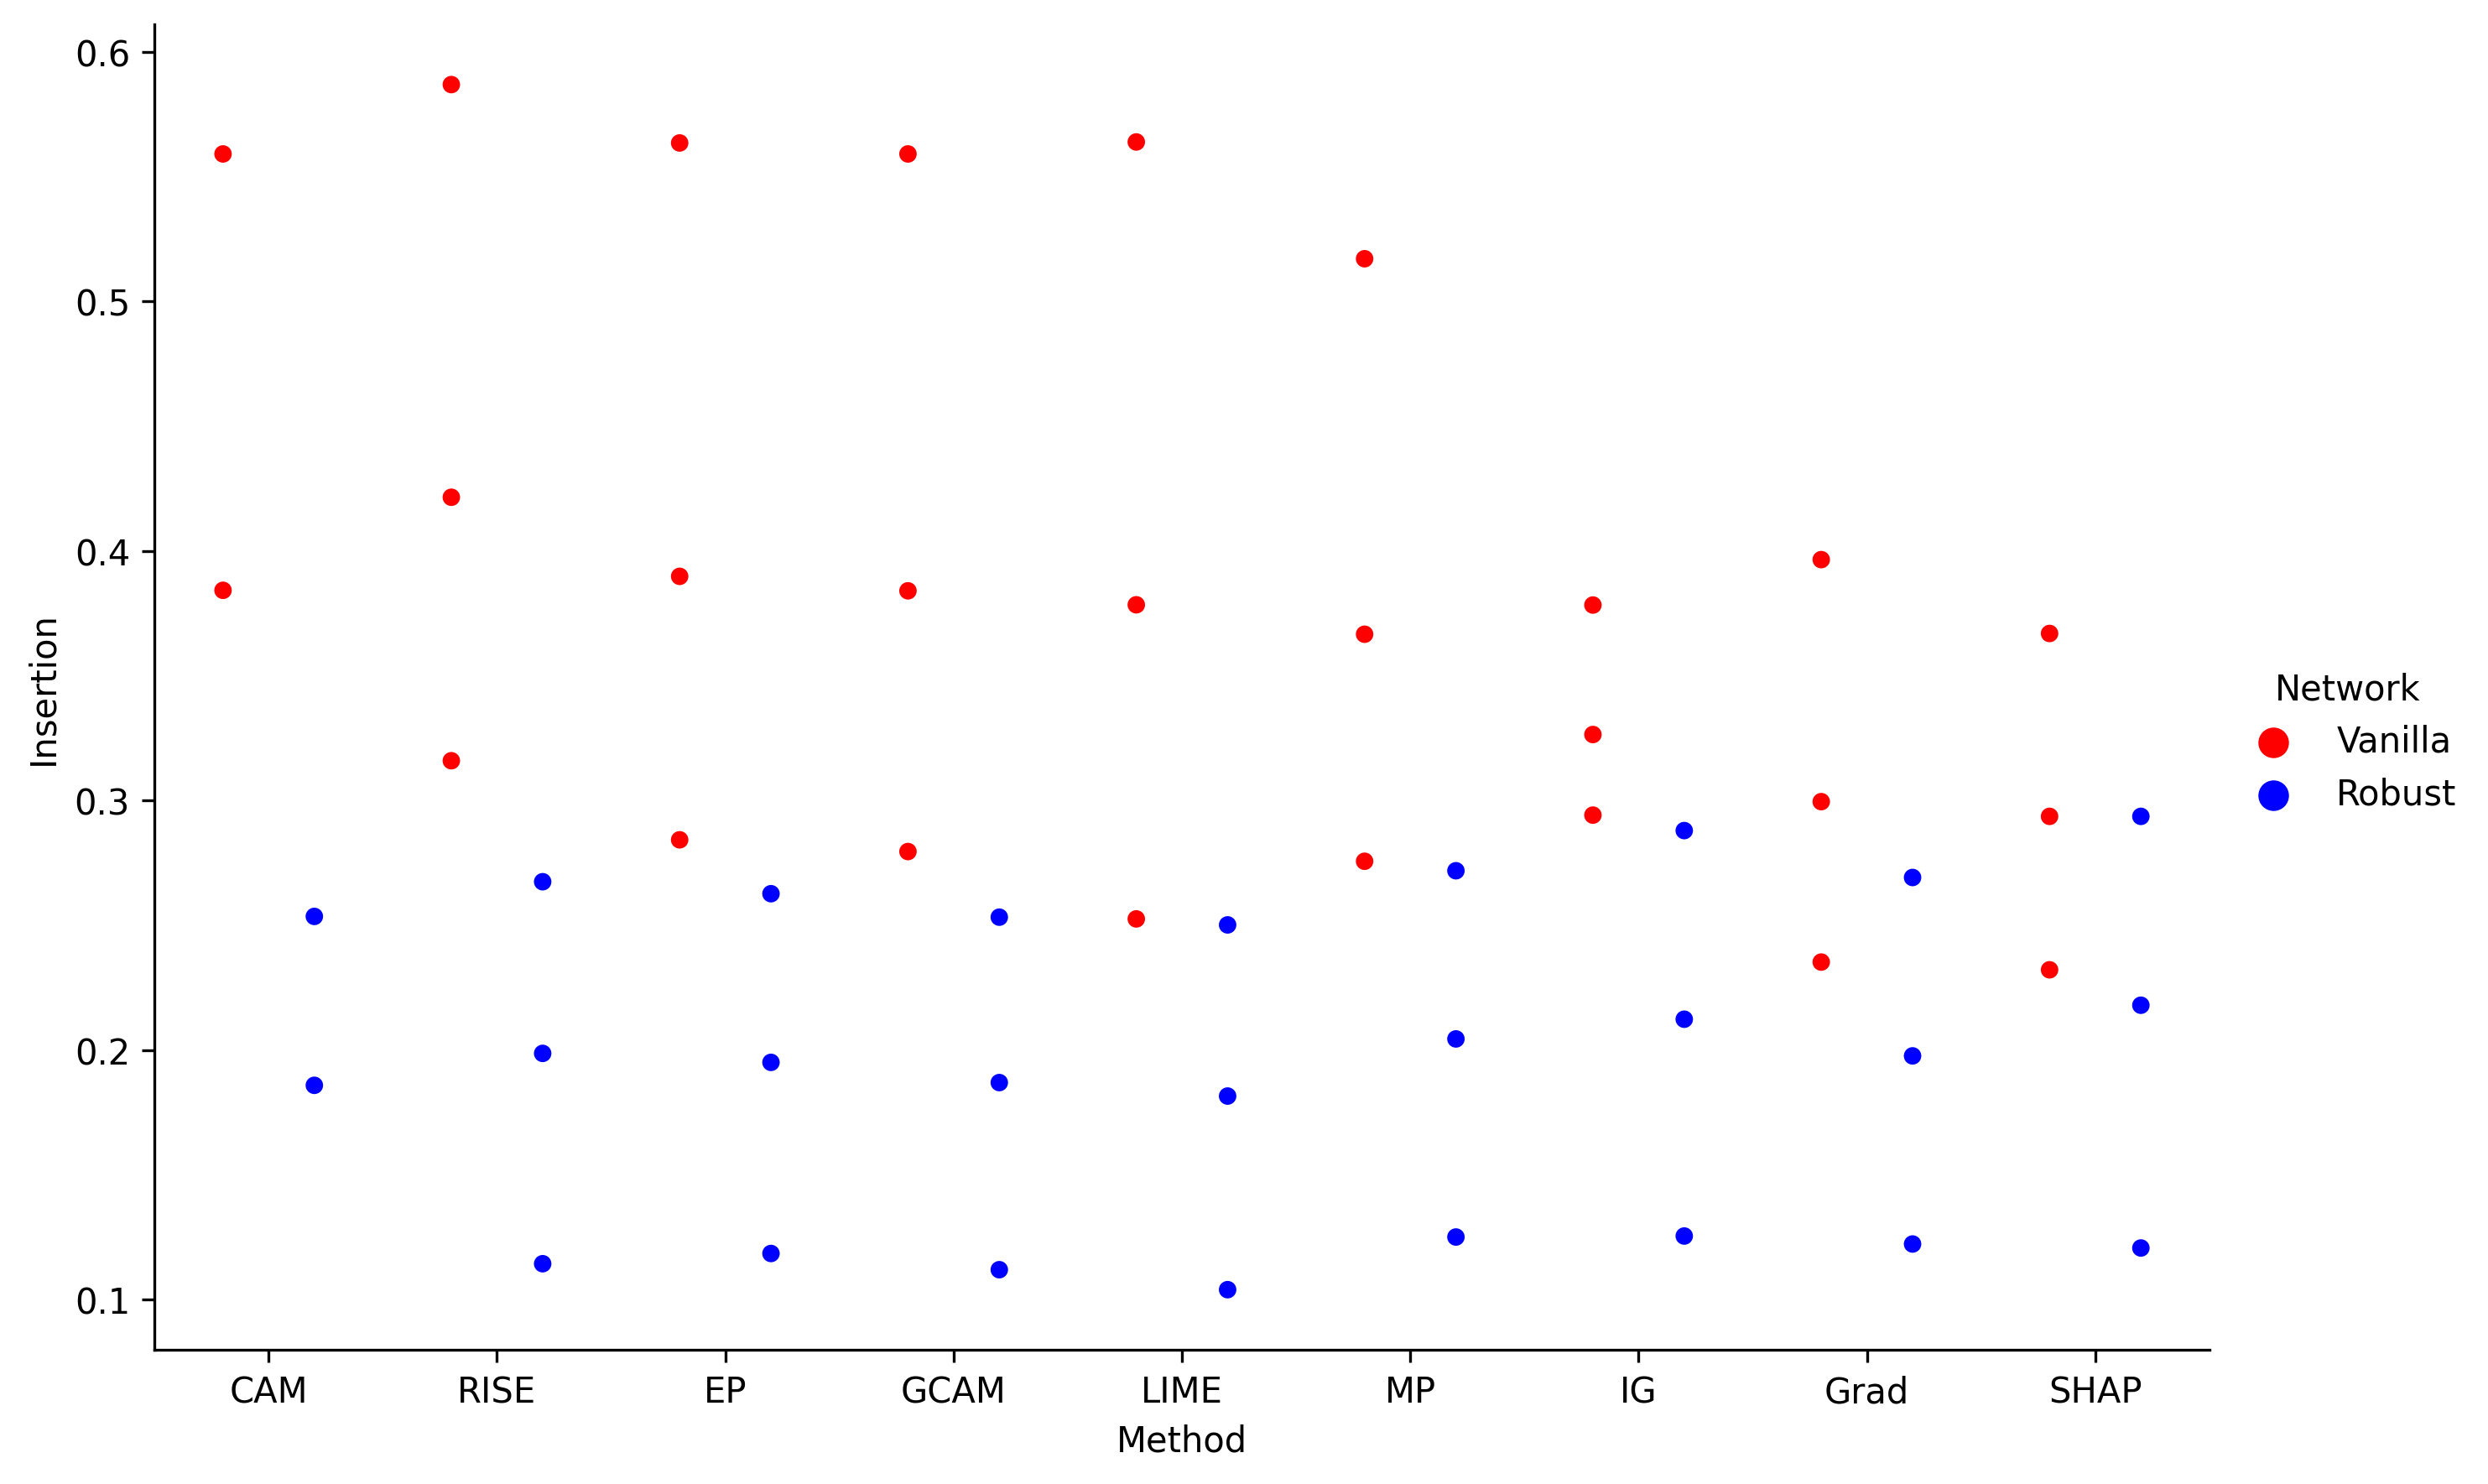 0.6
0.5
0.4
0.3
0.2
0.1
Insertion
CAM RISE EP GCAM LIME MP IG Grad SHAP
Method
Network
Vanilla
Robust